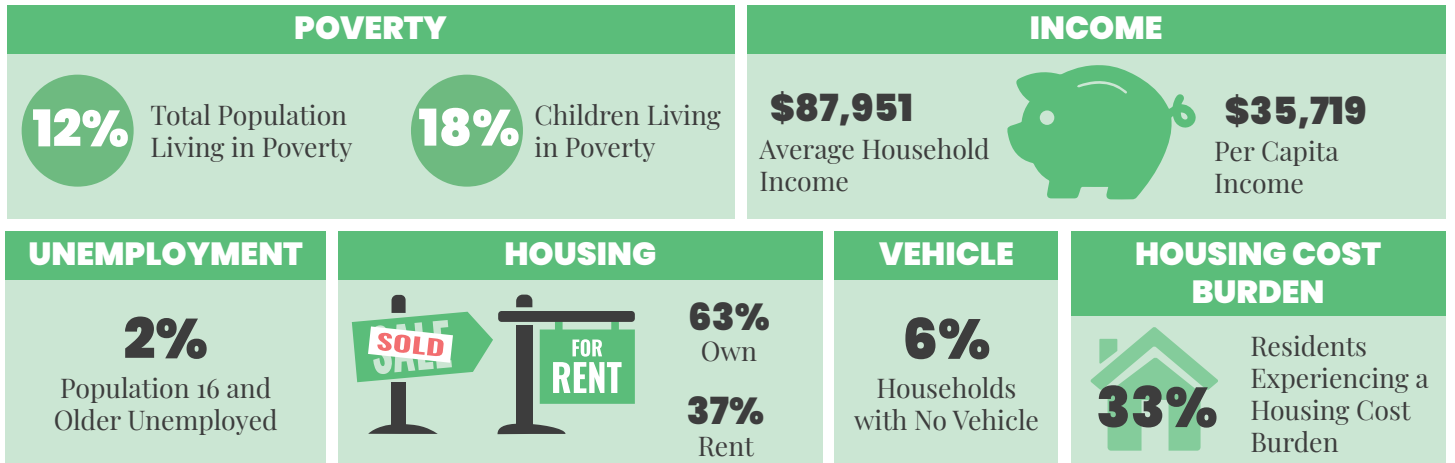 POVERTY
12%
Total Population
Living in Poverty
18%
Children Living
in Poverty
INCOME
$87,951
Average Household
Income
$35,719
Per Capita
Income
UNEMPLOYMENT
2%
Population 16 and
Older Unemployed
HOUSING
SALE
SOLD
FOR
RENT
63%
Own
37%
Rent
VEHICLE
6%
Households
with No Vehicle
HOUSING COST
BURDEN
33%
Residents
Experiencing a
Housing Cost
Burden